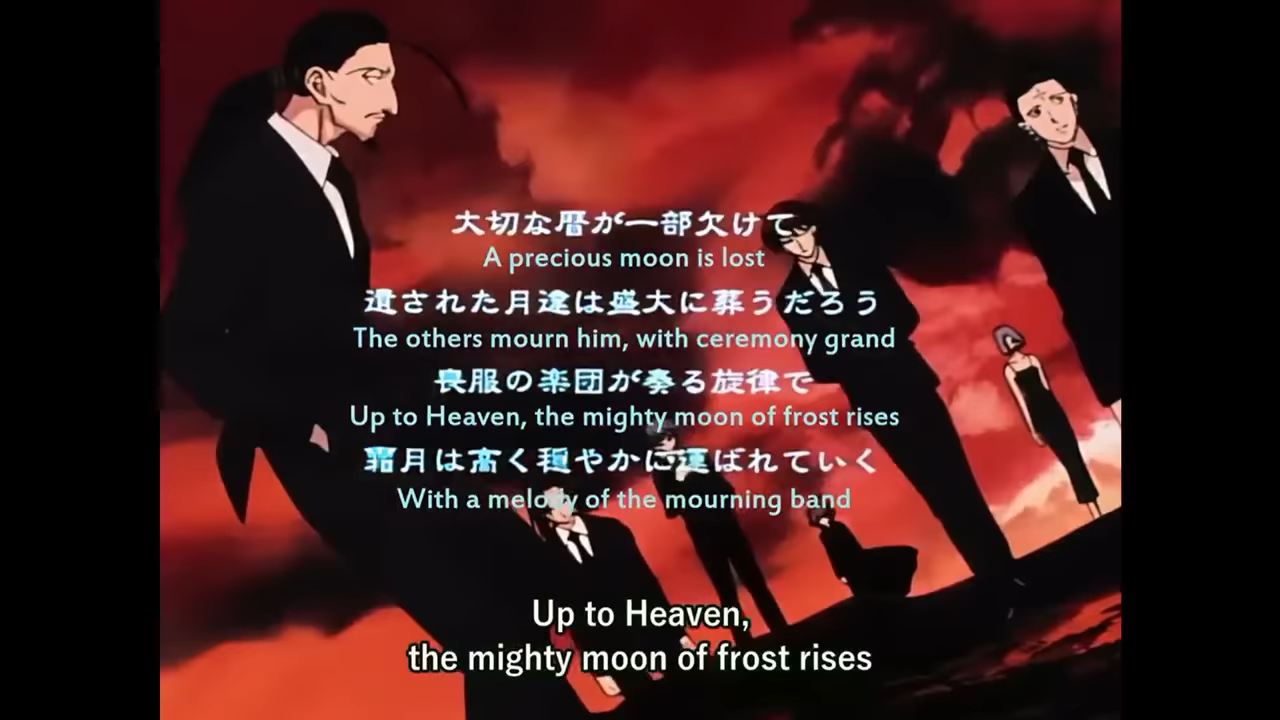 大切な暦が一部欠けて
A precious moon is lost
遺された月達は盛大に葬うだろう
The others mourn him, with ceremony grand
喪服の楽団が奏る旋律で
Up to Heaven, the mighty moon of frost rises
霜月は高く穏やかに運ばれていく
With a melody of the mourning band
Up to Heaven,
the mighty moon of frost rises